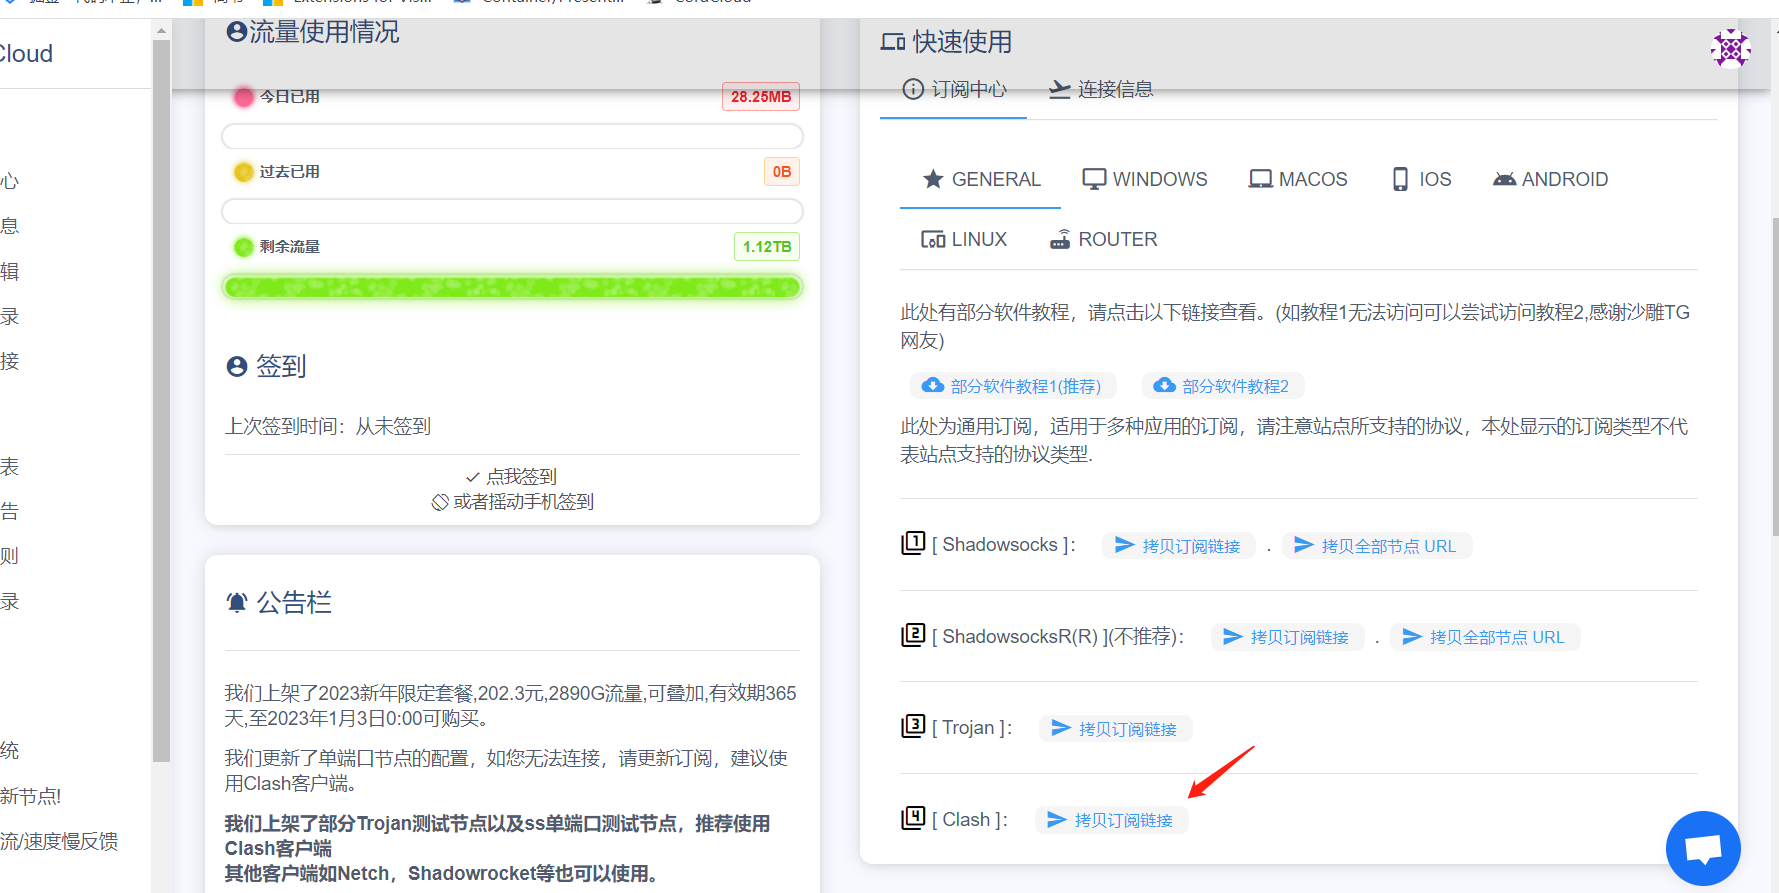 Cloud
心
息
辑
录
接
表
告
则
录
统
新节点!
流/速度慢反馈
流量使用情况
今日已用
28.25MB
过去已用
0B
剩余流量
1.12TB
签到
上次签到时间：从未签到
点我签到
或者摇动手机签到
公告栏
我们上架了2023新年限定套餐,202.3元,2890G流量,可叠加,有效期365
天,至2023年1月3日0:00可购买。
我们更新了单端口节点的配置，如您无法连接，请更新订阅，建议使
用Clash客户端。
我们上架了部分Trojan测试节点以及ss单端口测试节点，推荐使用
Clash客户端
其他客户端如Netch，Shadowrocket等也可以使用。
快速使用
订阅中心
连接信息
GENERAL
WINDOWS
MACOS
IOS
ANDROID
LINUX
ROUTER
此处有部分软件教程，请点击以下链接查看。(如教程1无法访问可以尝试访问教程2,感谢沙雕TG
网友)
部分软件教程1(推荐)
部分软件教程2
此处为通用订阅，适用于多种应用的订阅，请注意站点所支持的协议，本处显示的订阅类型不代
表站点支持的协议类型.
1 [ Shadowsocks ]： 拷贝订阅链接 . 拷贝全部节点 URL
2 [ ShadowsocksR(R) ](不推荐)： 拷贝订阅链接 . 拷贝全部节点 URL
3 [ Trojan ]： 拷贝订阅链接
4 [ Clash ]： 拷贝订阅链接